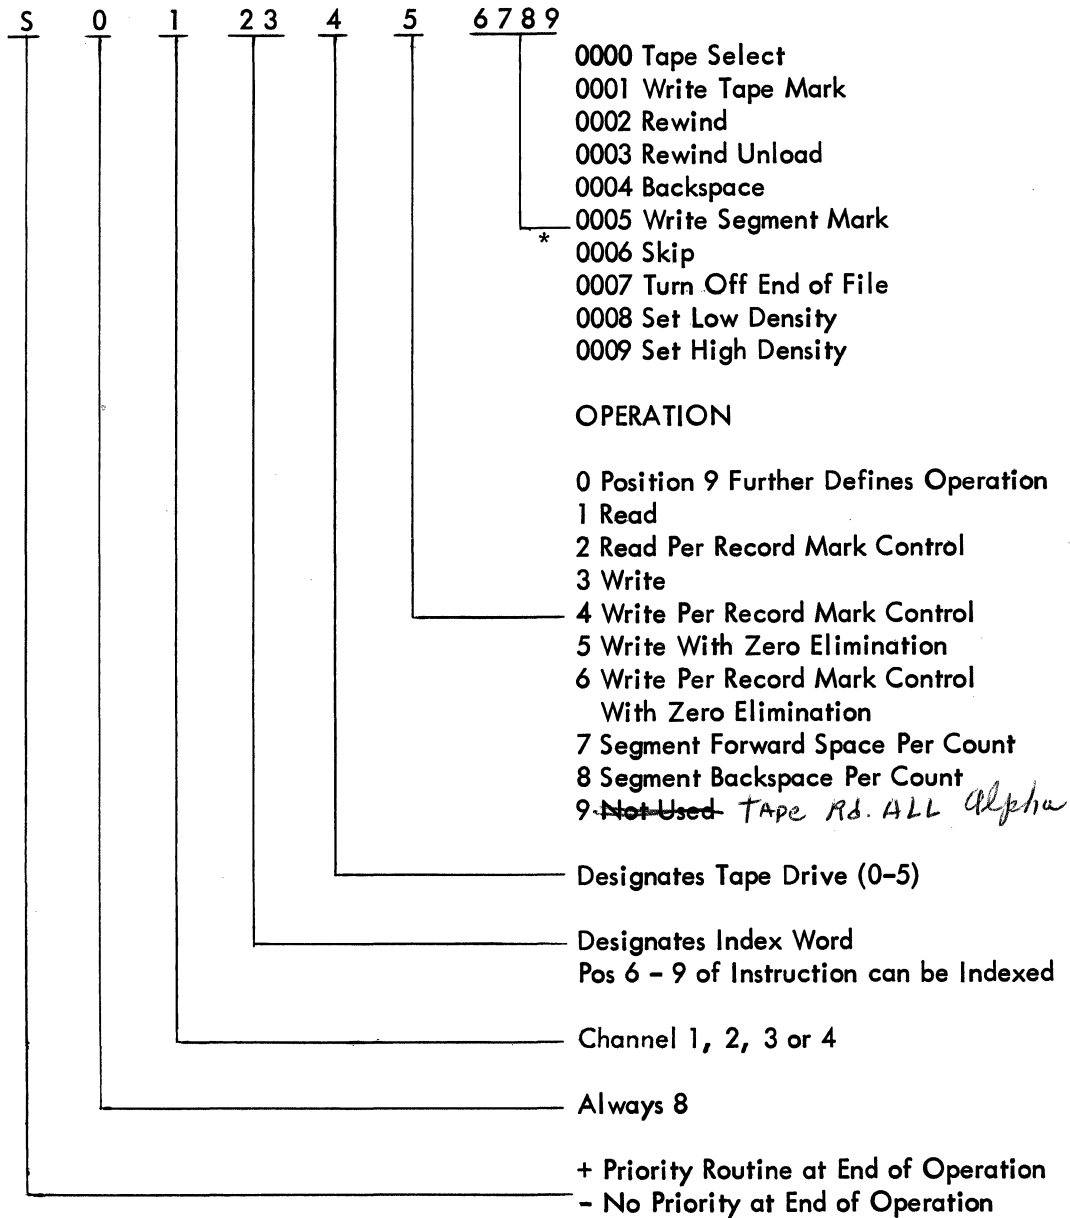 S 0 1 2 3 4 5 6 7 8 9
0000 Tape Select
0001 Write Tape Mark
0002 Rewind
0003 Rewind Unload
0004 Backspace
0005 Write Segment Mark
*
0006 Skip
0007 Turn Off End of File
0008 Set Low Density
0009 Set High Density
OPERATION
0 Position 9 Further Defines Operation
1 Read
2 Read Per Record Mark Control
3 Write
4 Write Per Record Mark Control
5 Write With Zero Elimination
6 Write Per Record Mark Control
With Zero Elimination
7 Segment Forward Space Per Count
8 Segment Backspace Per Count
9 Not Used TAPe Rd. ALL Alpha
Designates Tape Drive (0-5)
Designates Index Word
Pos 6 - 9 of Instruction can be Indexed
Channel 1, 2, 3 or 4
Always 8
+ Priority Routine at End of Operation
- No Priority at End of Operation